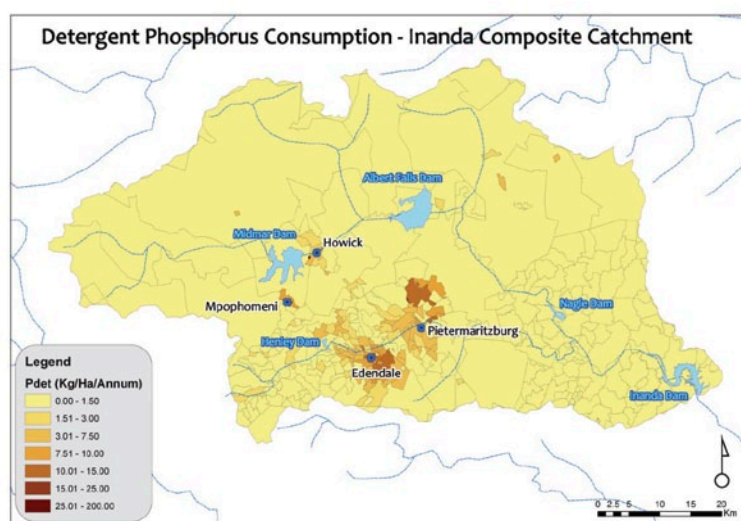 Detergent Phosphorus Consumption - Inanda Composite Catchment
Albert Falls Dam
Midmar Dam
Howick
Mpophomeni
Nagle Dam
Henley Dam
Pietermaritzburg
Edendale
Inanda Dam
Legend
Pdet (Kg/Ha/Annum)
0.00 - 1.50
1.51 - 3.00
3.01 - 7.50
7.51 - 10.00
10.01 - 15.00
15.01 - 25.00
25.01 - 200.00
0 2.5 5 10 15 20
Km